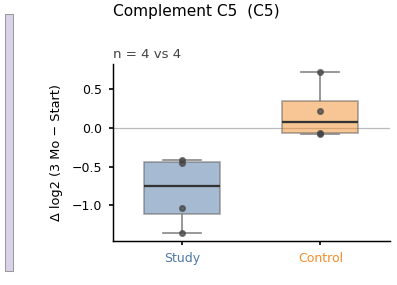 Complement C5 (C5)
n = 4 vs 4
Δ log2 (3 Mo − Start)
0.5
0.0
−0.5
−1.0
Study Control